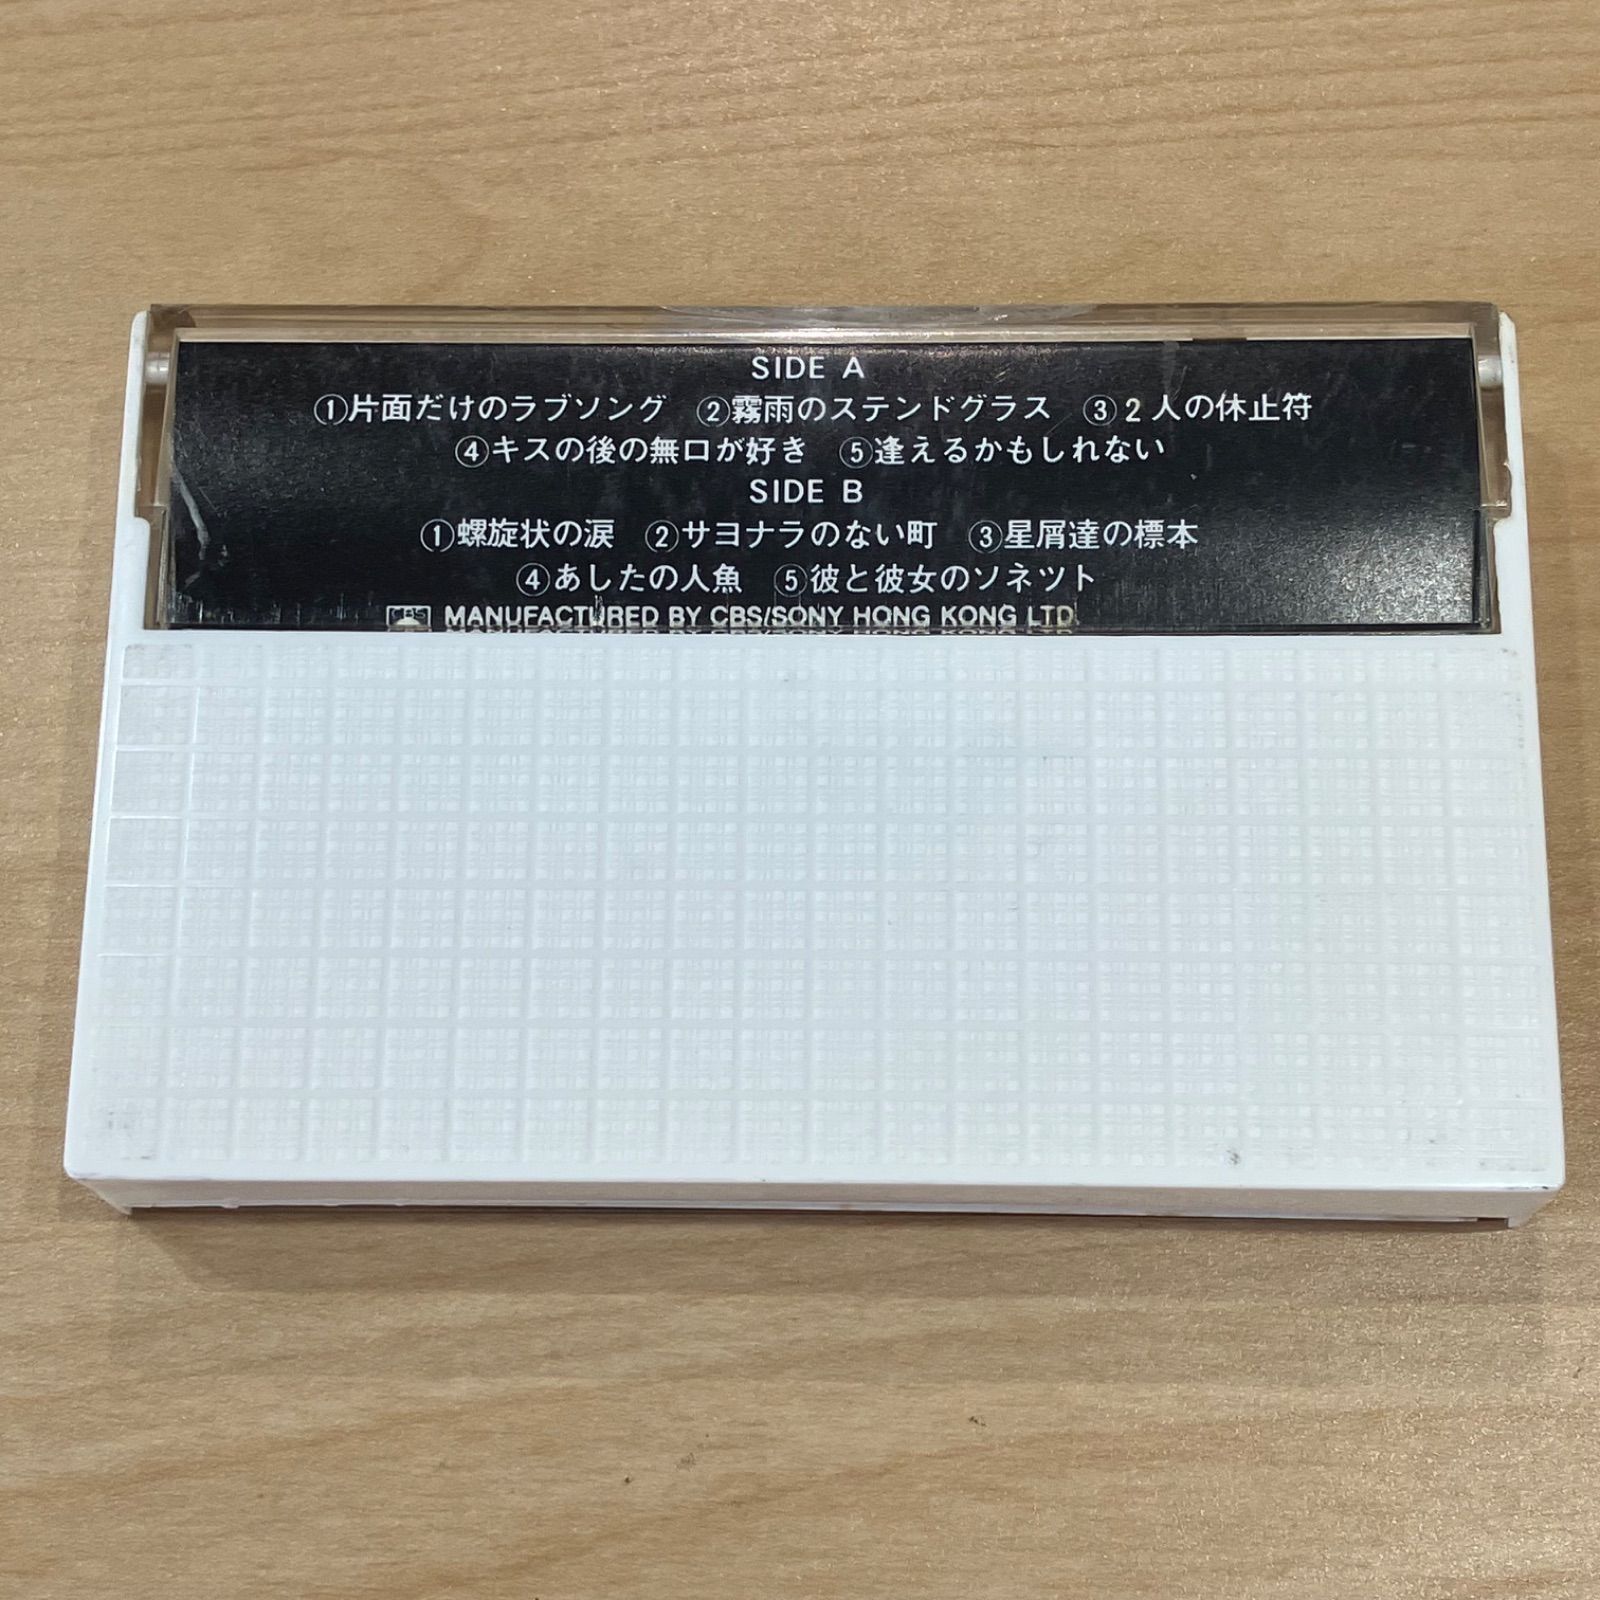 SIDE A
①片面だけのラブソング ②霧雨のステンドグラス ③2人の休止符
④キスの後の無口が好き ⑤逢えるかもしれない
SIDE B
①螺旋状の涙 ②サヨナラのない町 ③星屑達の標本
④あしたの人魚 ⑤彼と彼女のソネット
CBS MANUFACTURED BY CBS/SONY HONG KONG LTD.